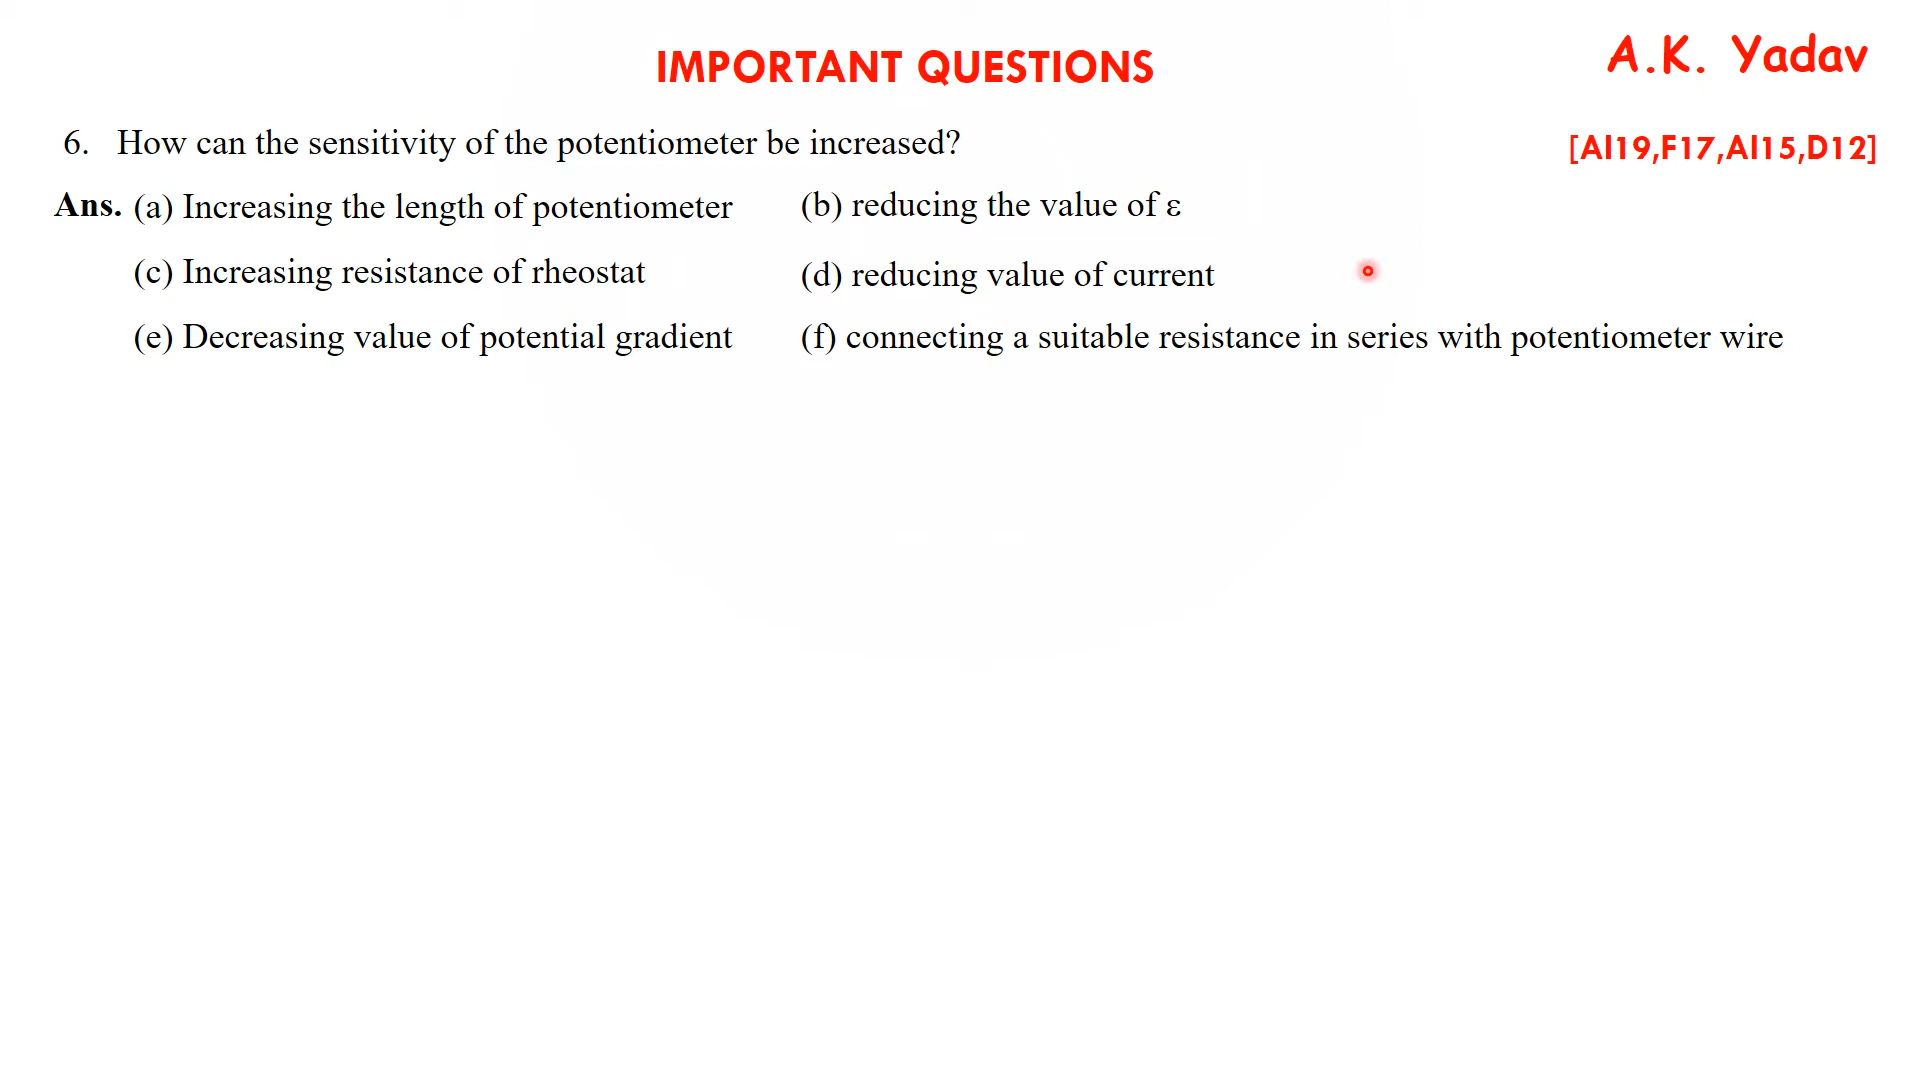 IMPORTANT QUESTIONS
A.K. Yadav
6. How can the sensitivity of the potentiometer be increased?
[AI19,F17,AI15,D12]
Ans. (a) Increasing the length of potentiometer (b) reducing the value of ε
(c) Increasing resistance of rheostat (d) reducing value of current
(e) Decreasing value of potential gradient (f) connecting a suitable resistance in series with potentiometer wire